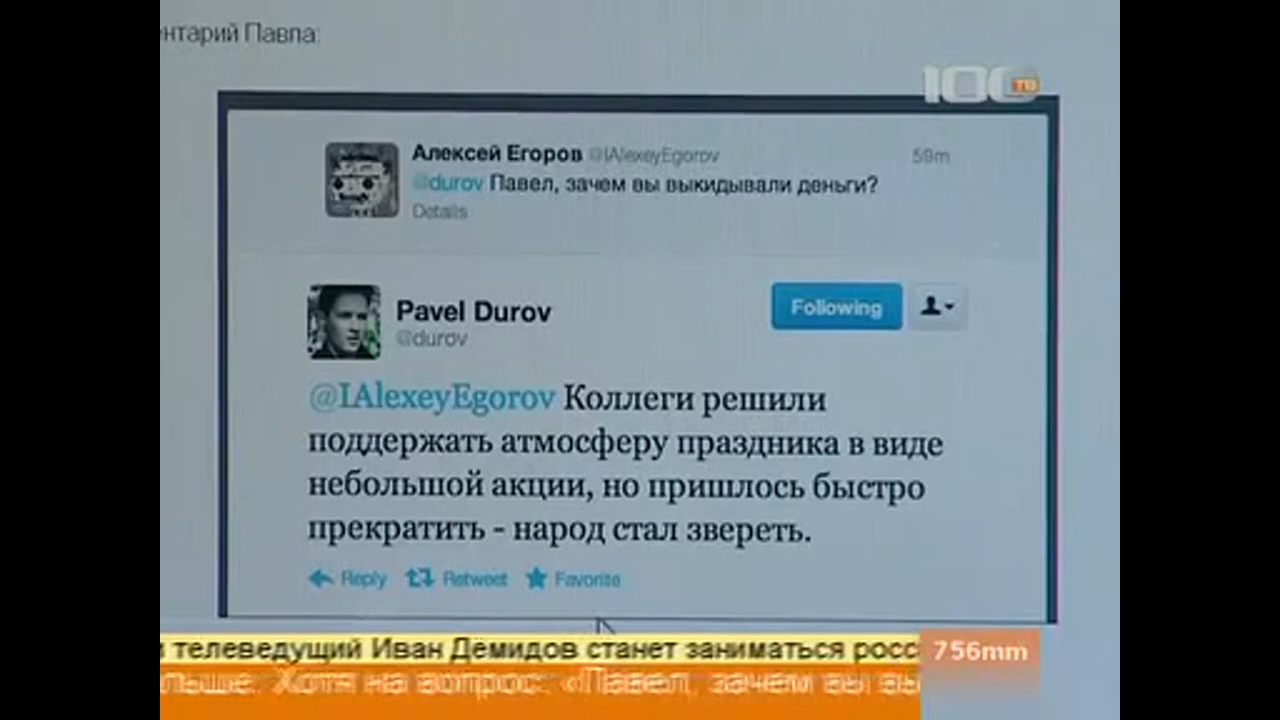 нтарий Павла:
100 ТВ
Алексей Егоров @IAlexeyEgorov 59m
@durov Павел, зачем вы выкидывали деньги?
Details
Pavel Durov
@durov
Following
@IAlexeyEgorov Коллеги решили
поддержать атмосферу праздника в виде
небольшой акции, но пришлось быстро
прекратить - народ стал звереть.
Reply Retweet Favorite
и телеведущий Иван Дёмидов станет заниматься росс
756mm
льше. Хотя на вопрос: «Павел, зачем вы вы